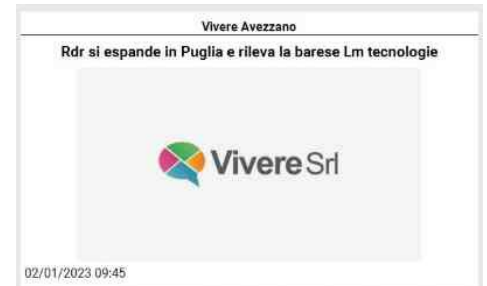 Vivere Avezzano
Rdr si espande in Puglia e rileva la barese Lm tecnologie
Vivere Srl
02/01/2023 09:45